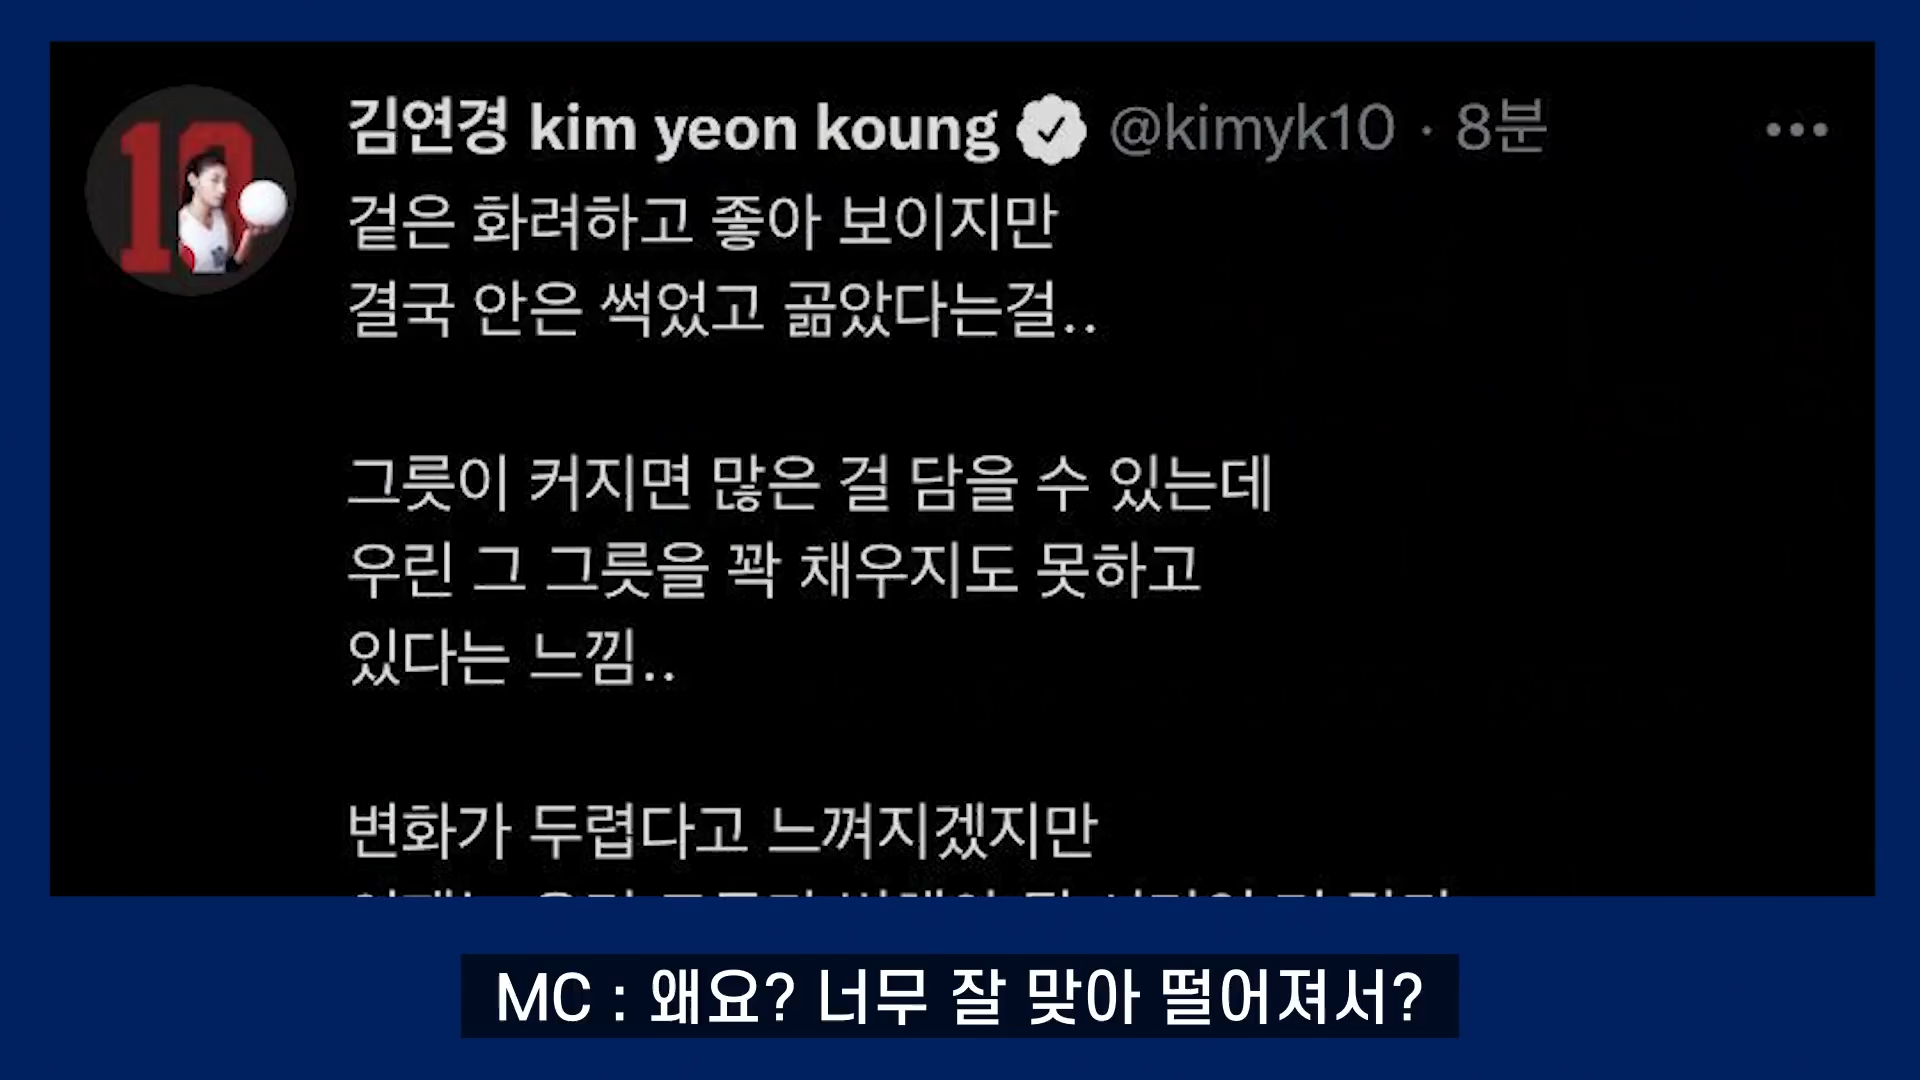 김연경 kim yeon koung @kimyk10 · 8분
겉은 화려하고 좋아 보이지만
결국 안은 썩었고 곪았다는걸..
그릇이 커지면 많은 걸 담을 수 있는데
우린 그 그릇을 꽉 채우지도 못하고
있다는 느낌..
변화가 두렵다고 느껴지겠지만
10
MC : 왜요? 너무 잘 맞아 떨어져서?